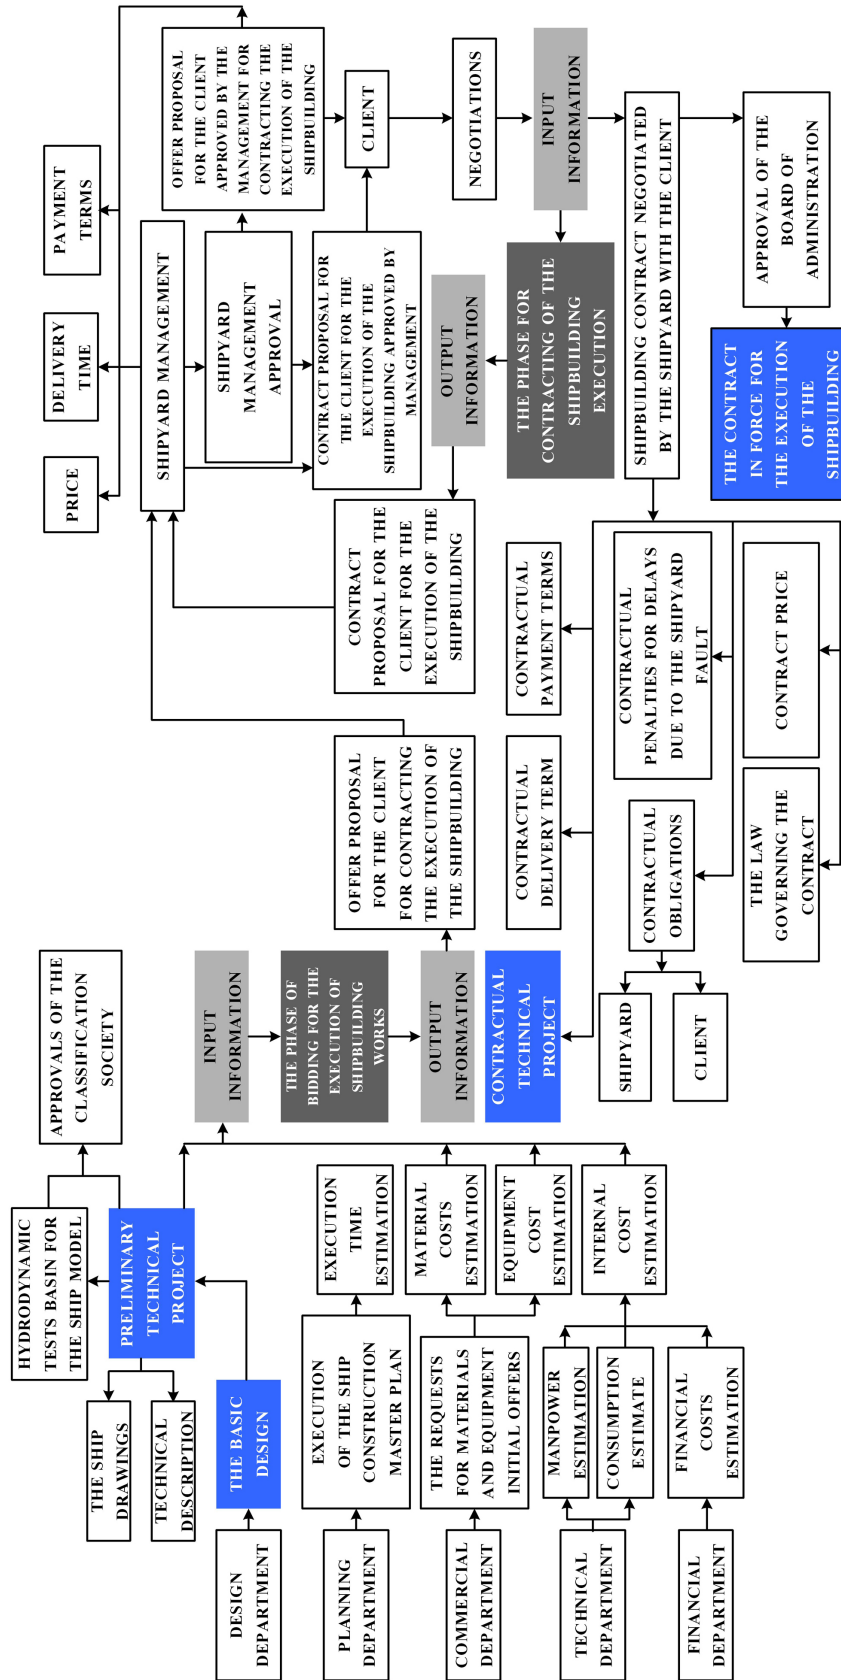 DESIGN
DEPARTMENT
PLANNING
DEPARTMENT
COMMERCIAL
DEPARTMENT
TECHNICAL
DEPARTMENT
FINANCIAL
DEPARTMENT
THE SHIP
DRAWINGS
TECHNICAL
DESCRIPTION
THE BASIC
DESIGN
EXECUTION
OF THE SHIP
CONSTRUCTION
MASTER PLAN
THE REQUESTS
FOR MATERIALS
AND EQUIPMENT
INITIAL OFFERS
MANPOWER
ESTIMATION
CONSUMPTION
ESTIMATE
FINANCIAL
COSTS
ESTIMATION
HYDRODYNAMIC
TESTS BASIN FOR
THE SHIP MODEL
PRELIMINARY
TECHNICAL
PROJECT
EXECUTION
TIME
ESTIMATION
MATERIAL
COSTS
ESTIMATION
EQUIPMENT
COST
ESTIMATION
INTERNAL
COST
ESTIMATION
APPROVALS OF THE
CLASSIFICATION
SOCIETY
INPUT
INFORMATION
THE PHASE OF
BIDDING FOR THE
EXECUTION OF
SHIPBUILDING
WORKS
OUTPUT
INFORMATION
CONTRACTUAL
TECHNICAL
PROJECT
SHIPYARD
CLIENT
OFFER PROPOSAL
FOR THE CLIENT
FOR CONTRACTING
THE EXECUTION OF
THE SHIPBUILDING
CONTRACTUAL
DELIVERY TERM
CONTRACTUAL
OBLIGATIONS
THE LAW
GOVERNING THE
CONTRACT
CONTRACT
PROPOSAL FOR THE
CLIENT FOR THE
EXECUTION OF THE
SHIPBUILDING
CONTRACTUAL
PAYMENT TERMS
CONTRACTUAL
PENALTIES FOR DELAYS
DUE TO THE SHIPYARD
FAULT
CONTRACT PRICE
PRICE
DELIVERY
TIME
PAYMENT
TERMS
SHIPYARD MANAGEMENT
SHIPYARD
MANAGEMENT
APPROVAL
CONTRACT PROPOSAL FOR
THE CLIENT FOR THE
EXECUTION OF THE
SHIPBUILDING APPROVED BY
MANAGEMENT
OUTPUT
INFORMATION
THE PHASE FOR
CONTRACTING OF THE
SHIPBUILDING
EXECUTION
OFFER PROPOSAL
FOR THE CLIENT
APPROVED BY THE
MANAGEMENT FOR
CONTRACTING THE
EXECUTION OF THE
SHIPBUILDING
CLIENT
NEGOTIATIONS
INPUT
INFORMATION
SHIPBUILDING CONTRACT NEGOTIATED
BY THE SHIPYARD WITH THE CLIENT
APPROVAL OF THE
BOARD OF
ADMINISTRATION
THE CONTRACT
IN FORCE FOR
THE EXECUTION
OF THE
SHIPBUILDING